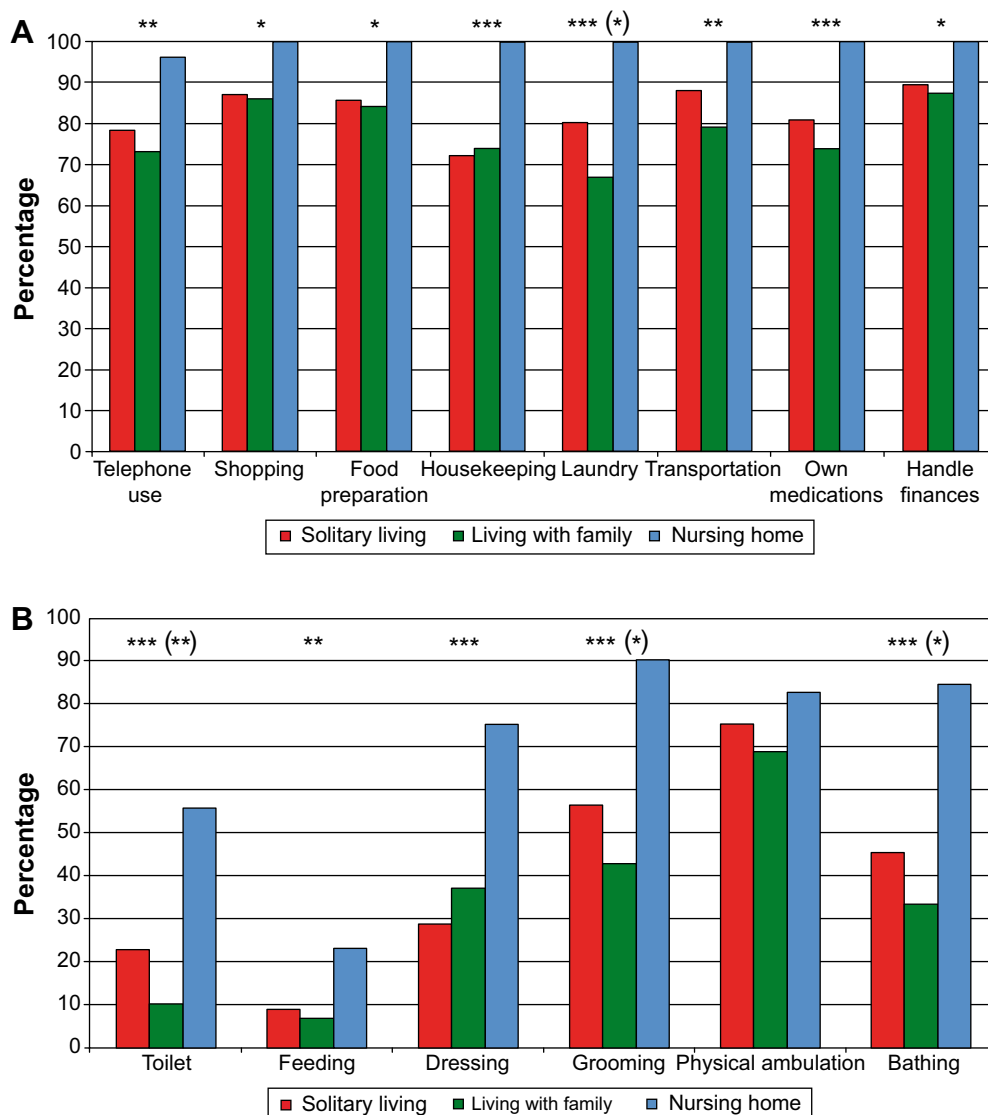 A
** * * *** *** (*) ** *** *
100
90
80
70
60
50
40
30
20
10
0
Percentage
Telephone use
Shopping
Food preparation
Housekeeping
Laundry
Transportation
Own medications
Handle finances
Solitary living Living with family Nursing home
B
*** (**) ** *** *** (*) *** (*)
100
90
80
70
60
50
40
30
20
10
0
Percentage
Toilet Feeding Dressing Grooming Physical ambulation Bathing
Solitary living Living with family Nursing home